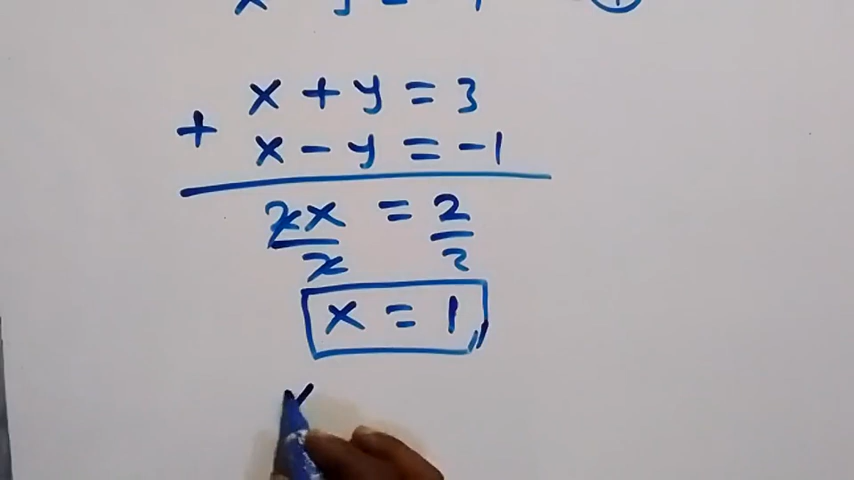 x + y = 3
+
x - y = -1
2x/2 = 2/2
x = 1
x